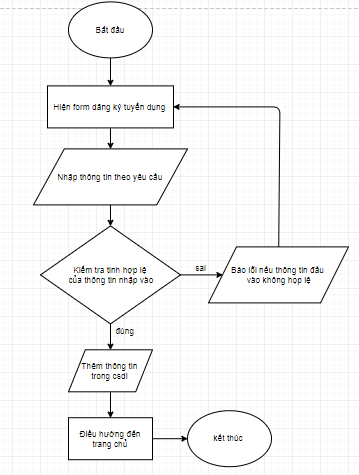 Bắt đầu
Hiện form đăng ký tuyển dụng
Nhập thông tin theo yêu cầu
Kiểm tra tính hợp lệ
của thông tin nhập vào
sai
Báo lỗi nếu thông tin đầu
vào không hợp lệ
đúng
Thêm thông tin
trong csdl
Điều hướng đến
trang chủ
kết thúc